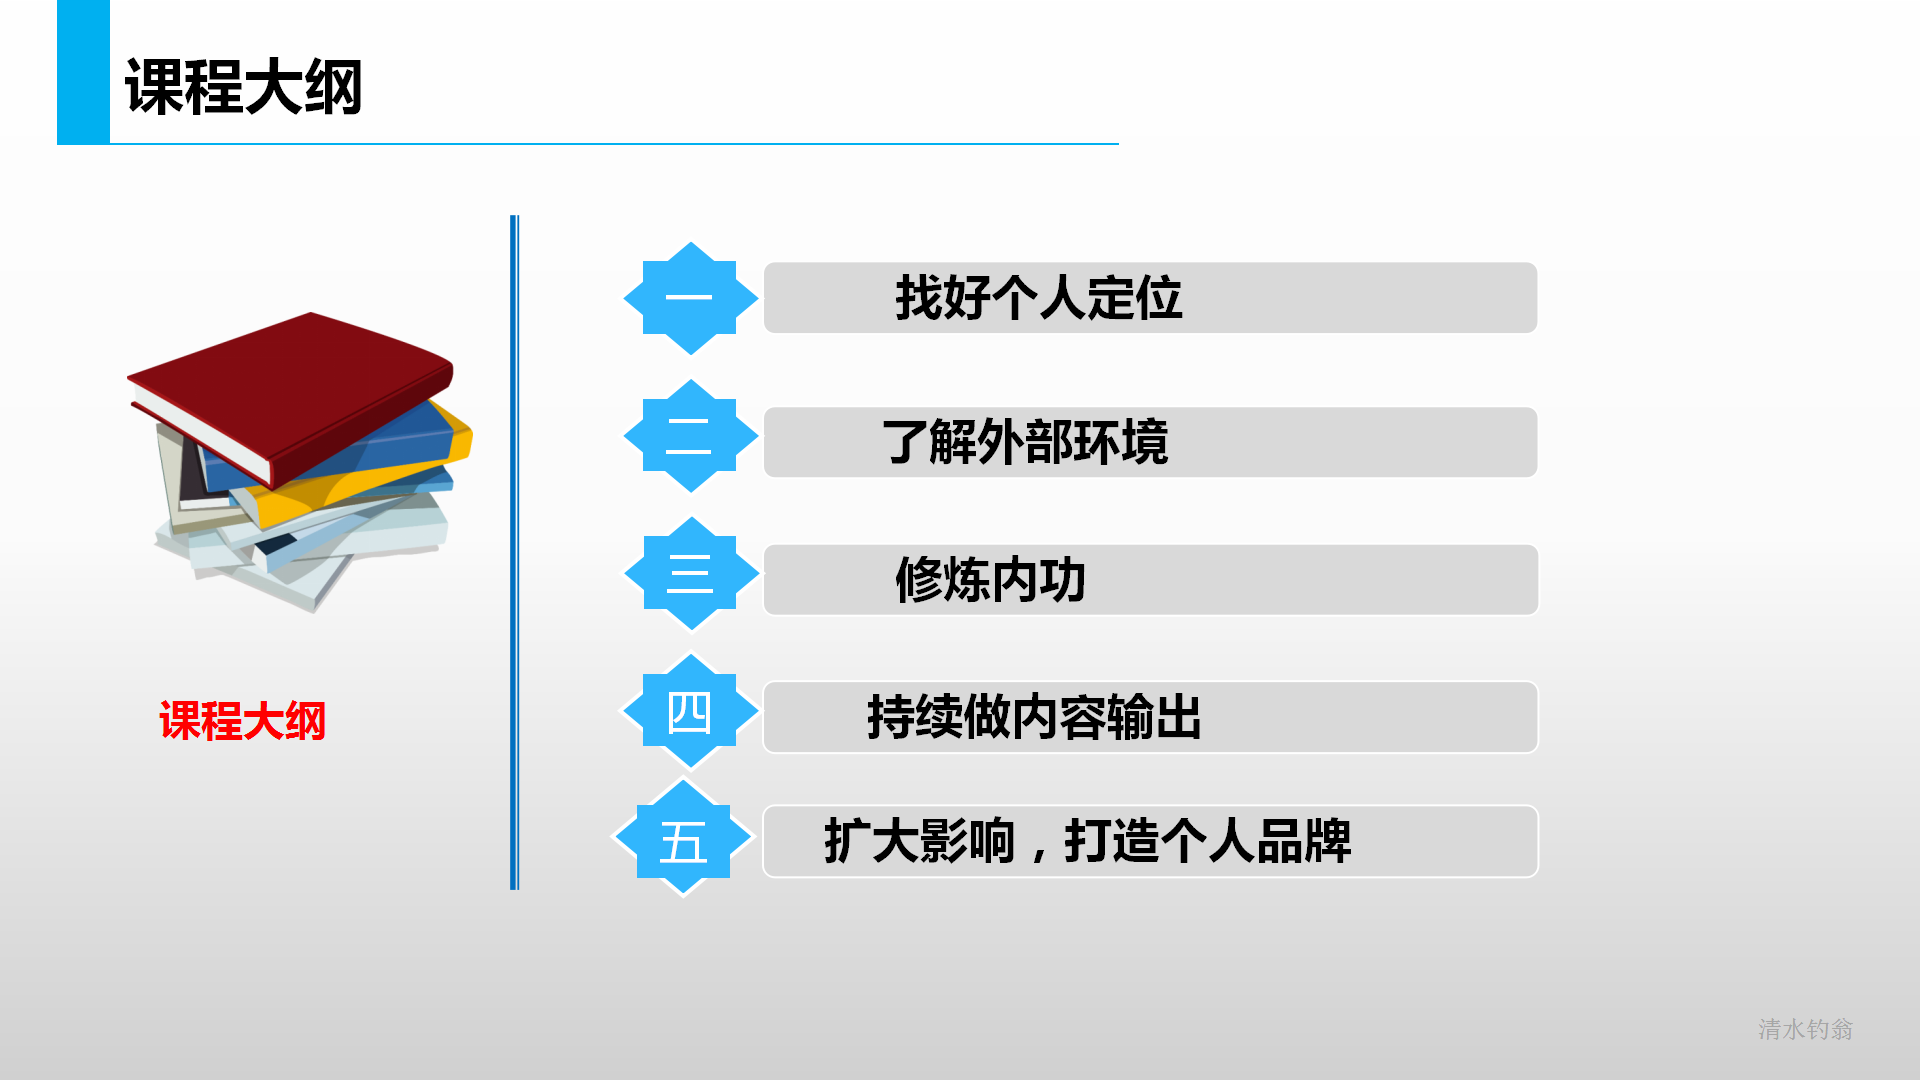 课程大纲
一 找好个人定位
二 了解外部环境
三 修炼内功
四 持续做内容输出
五 扩大影响，打造个人品牌
课程大纲
清水钓翁